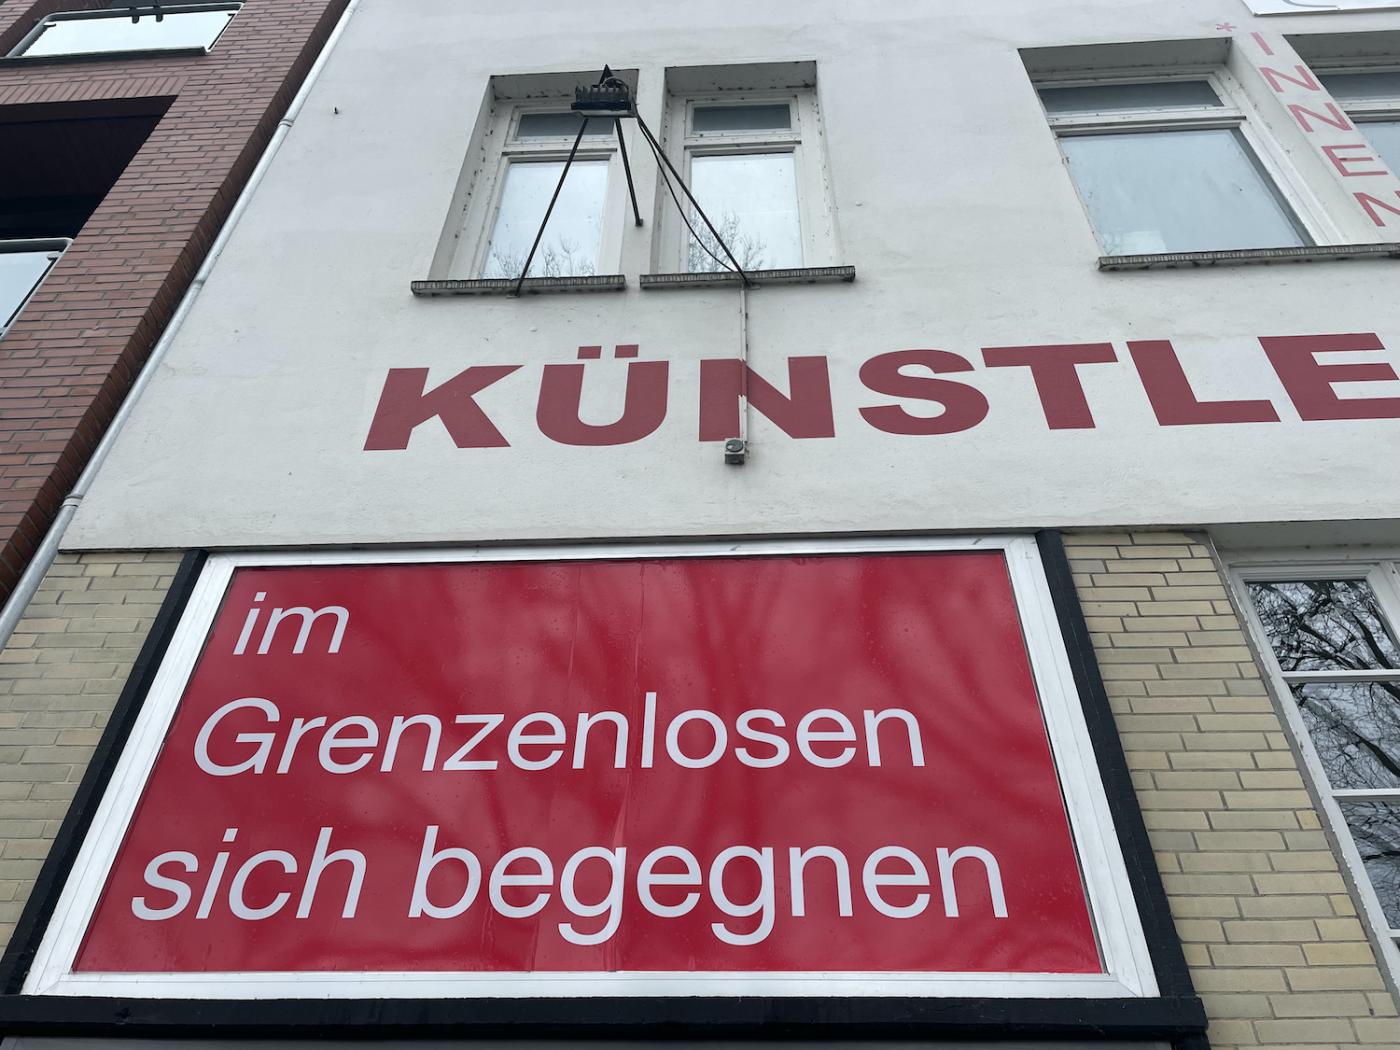 *INNEN
KÜNSTLE
im
Grenzenlosen
sich begegnen